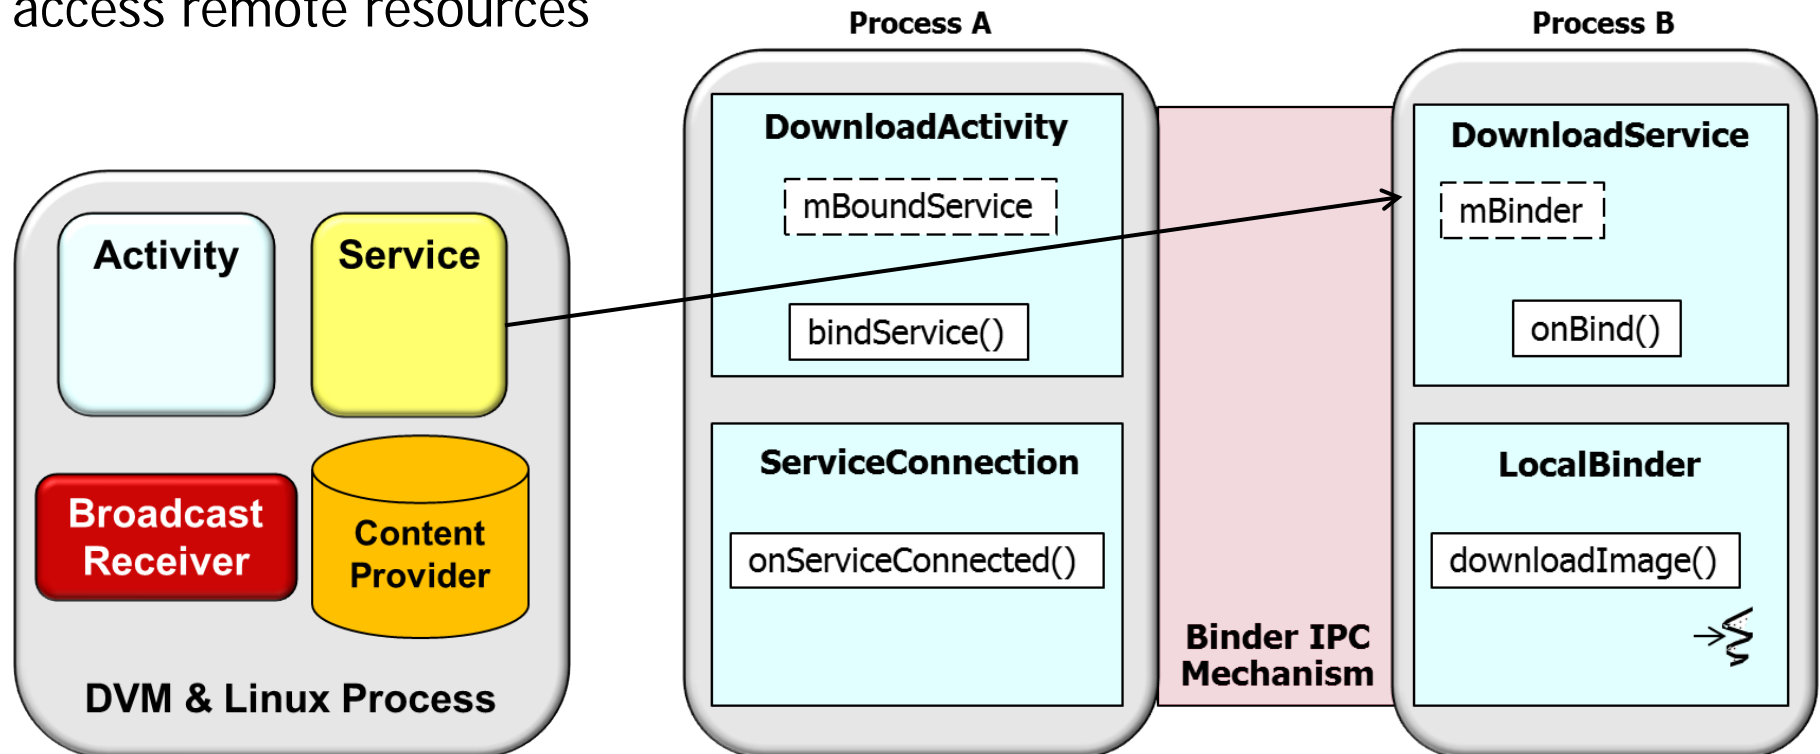 access remote resources
Activity
Service
Broadcast
Receiver
Content
Provider
DVM & Linux Process
Process A
DownloadActivity
mBoundService
bindService()
ServiceConnection
onServiceConnected()
Binder IPC
Mechanism
Process B
DownloadService
mBinder
onBind()
LocalBinder
downloadImage()